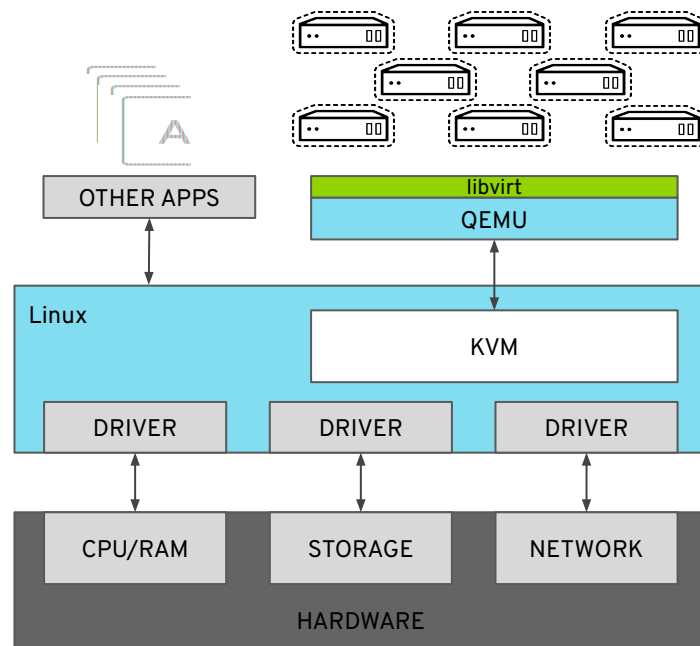 A
OTHER APPS
libvirt
QEMU
Linux
KVM
DRIVER
DRIVER
DRIVER
CPU/RAM
STORAGE
NETWORK
HARDWARE